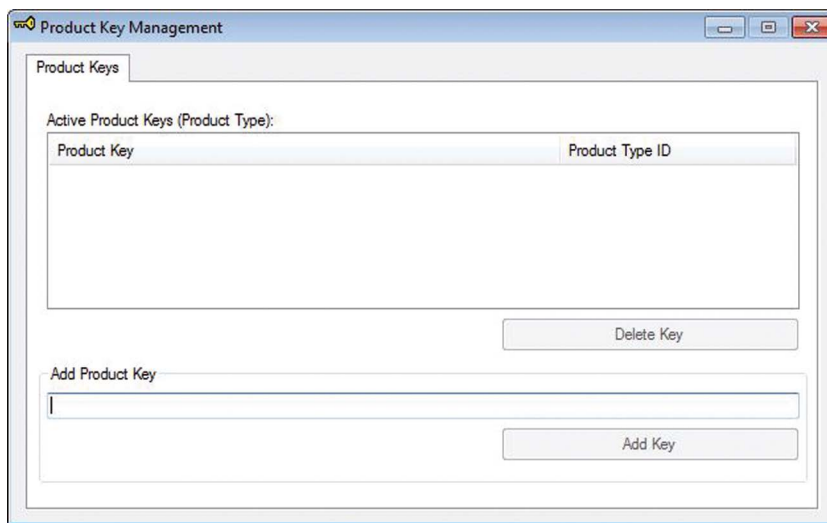 Product Key Management
Product Keys
Active Product Keys (Product Type):
Product Key Product Type ID
Delete Key
Add Product Key
Add Key